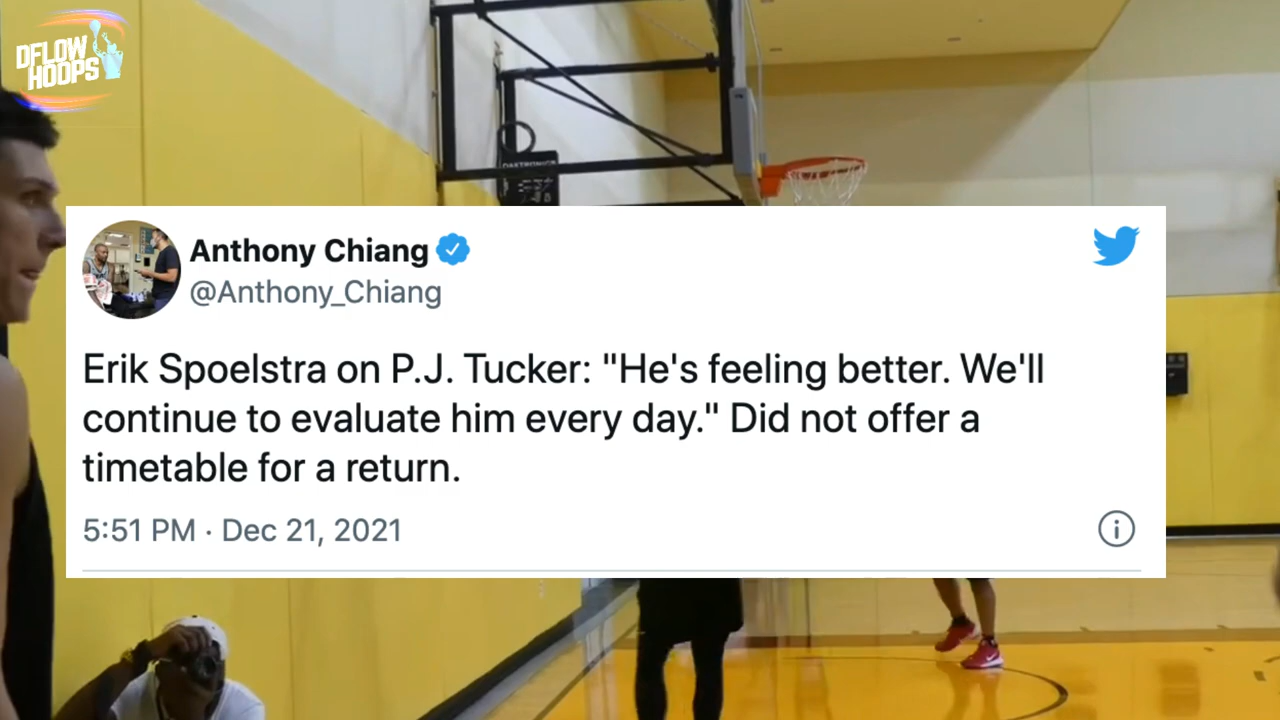 DFLOW
HOOPS
DAKTRONICS
Anthony Chiang
@Anthony_Chiang
Erik Spoelstra on P.J. Tucker: "He's feeling better. We'll
continue to evaluate him every day." Did not offer a
timetable for a return.
5:51 PM · Dec 21, 2021